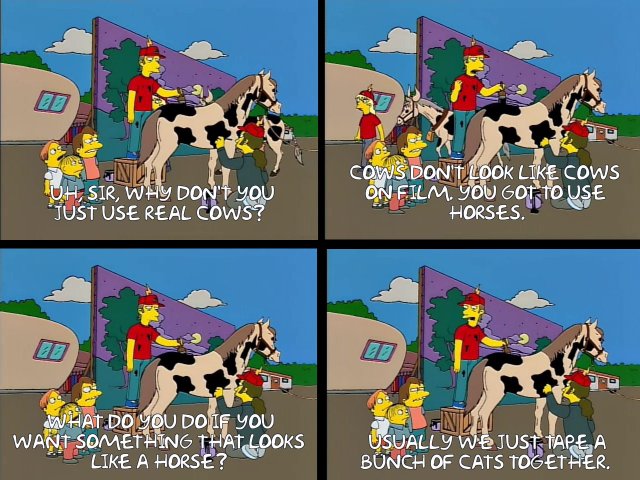 UH, SIR, WHY DON'T YOU
JUST USE REAL COWS?
COWS DON'T LOOK LIKE COWS
ON FILM. YOU GOT TO USE
HORSES.
WHAT DO YOU DO IF YOU
WANT SOMETHING THAT LOOKS
LIKE A HORSE?
USUALLY WE JUST TAPE A
BUNCH OF CATS TOGETHER.